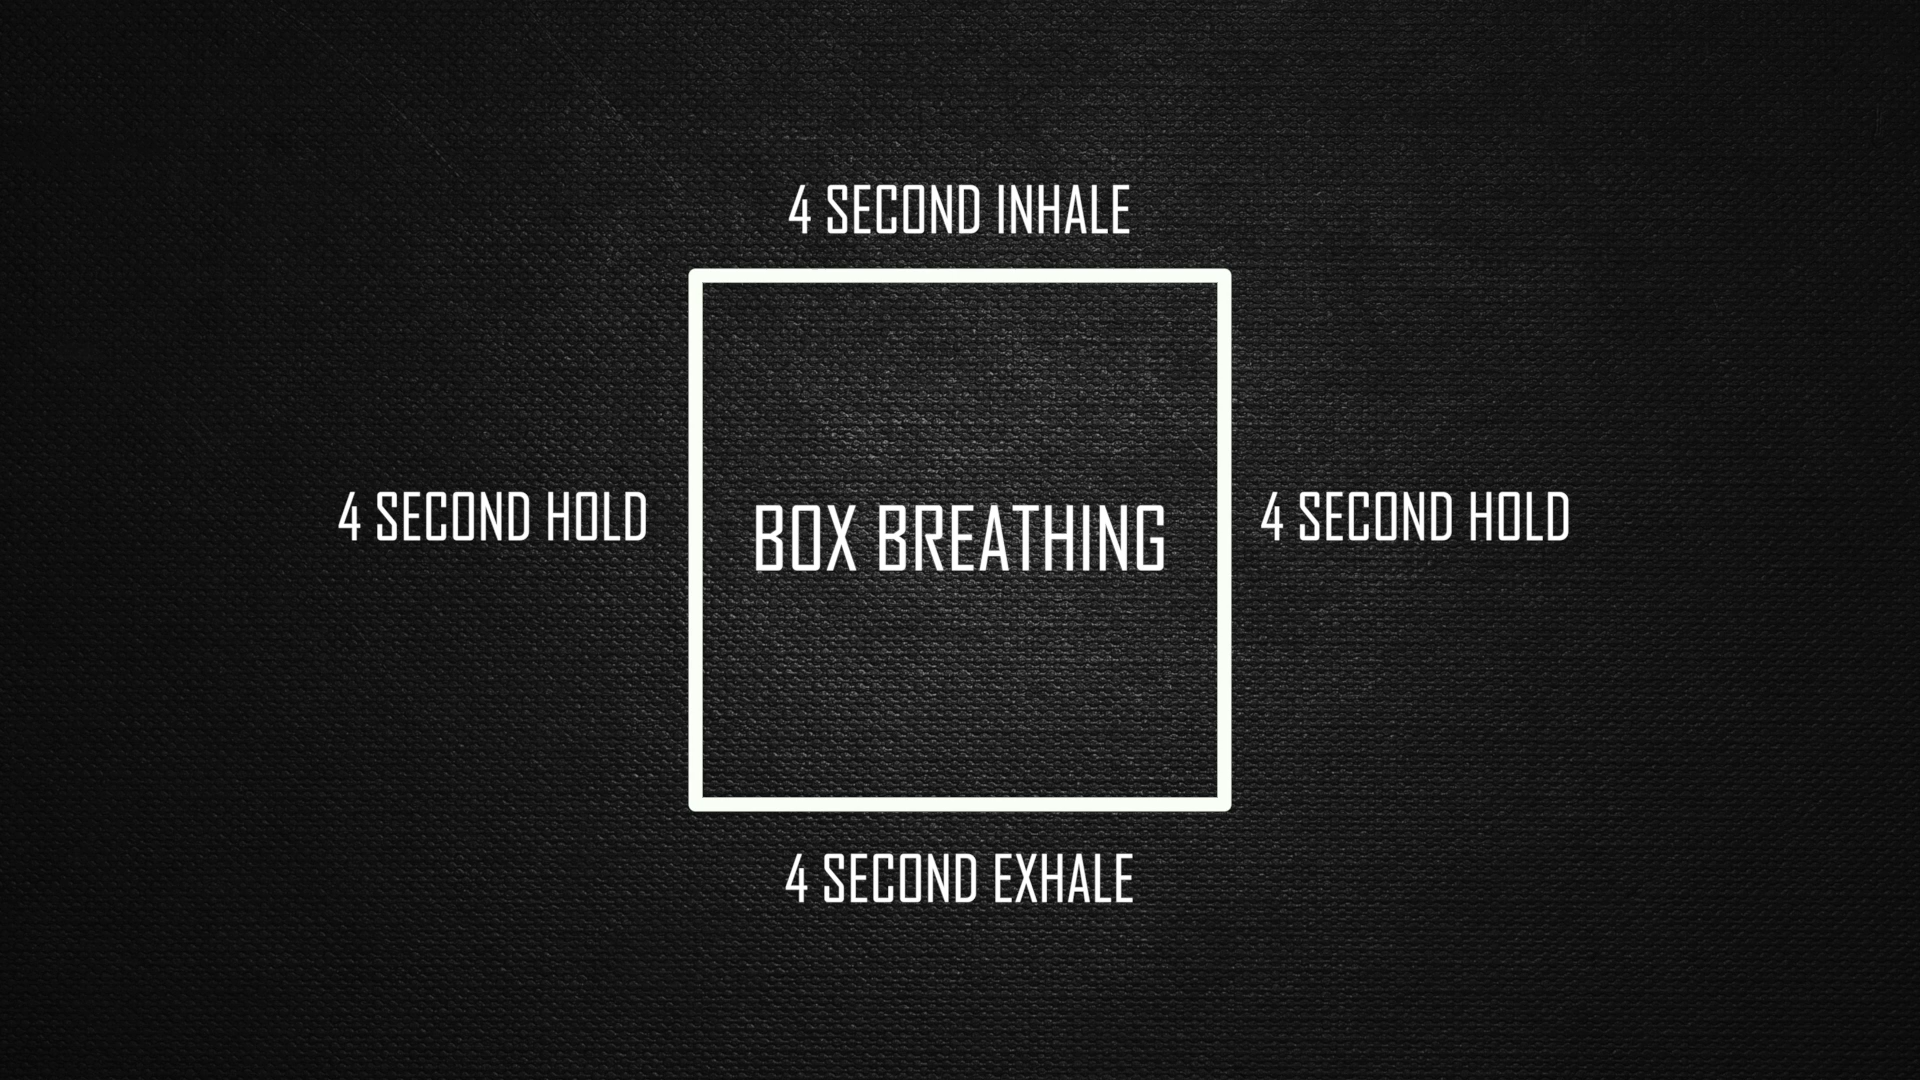 4 SECOND INHALE
4 SECOND HOLD
BOX BREATHING
4 SECOND HOLD
4 SECOND EXHALE